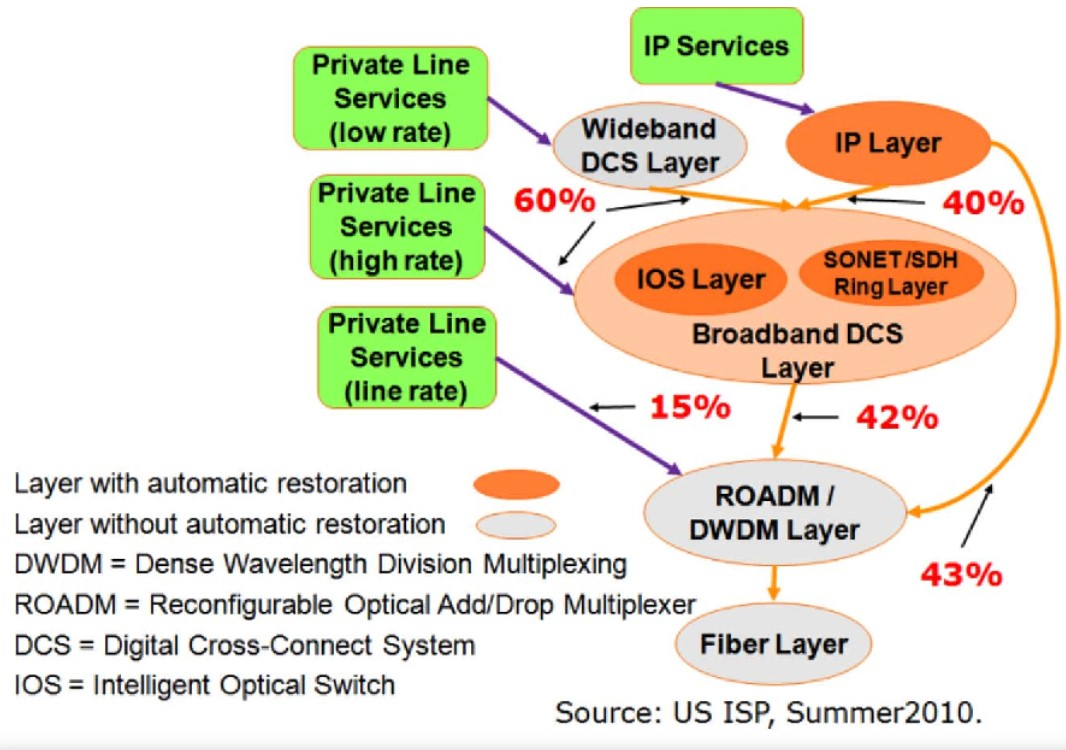 IP Services
Private Line
Services
(low rate)
Wideband
DCS Layer
IP Layer
Private Line
Services
(high rate)
60%
40%
IOS Layer
SONET/SDH
Ring Layer
Broadband DCS
Layer
Private Line
Services
(line rate)
15%
42%
Layer with automatic restoration
Layer without automatic restoration
DWDM = Dense Wavelength Division Multiplexing
ROADM = Reconfigurable Optical Add/Drop Multiplexer
DCS = Digital Cross-Connect System
IOS = Intelligent Optical Switch
ROADM /
DWDM Layer
43%
Fiber Layer
Source: US ISP, Summer2010.